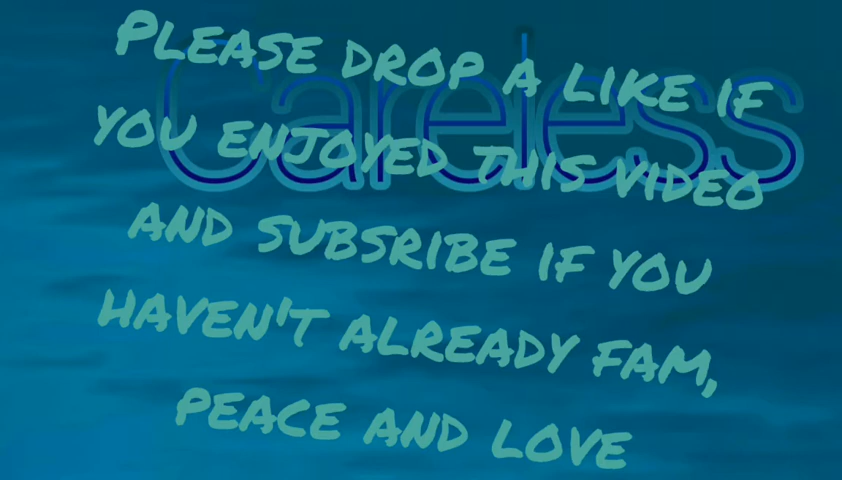 Careless
PLEASE DROP A LIKE IF
YOU ENJOYED THIS VIDEO
AND SUBSRIBE IF YOU
HAVEN'T ALREADY FAM,
PEACE AND LOVE